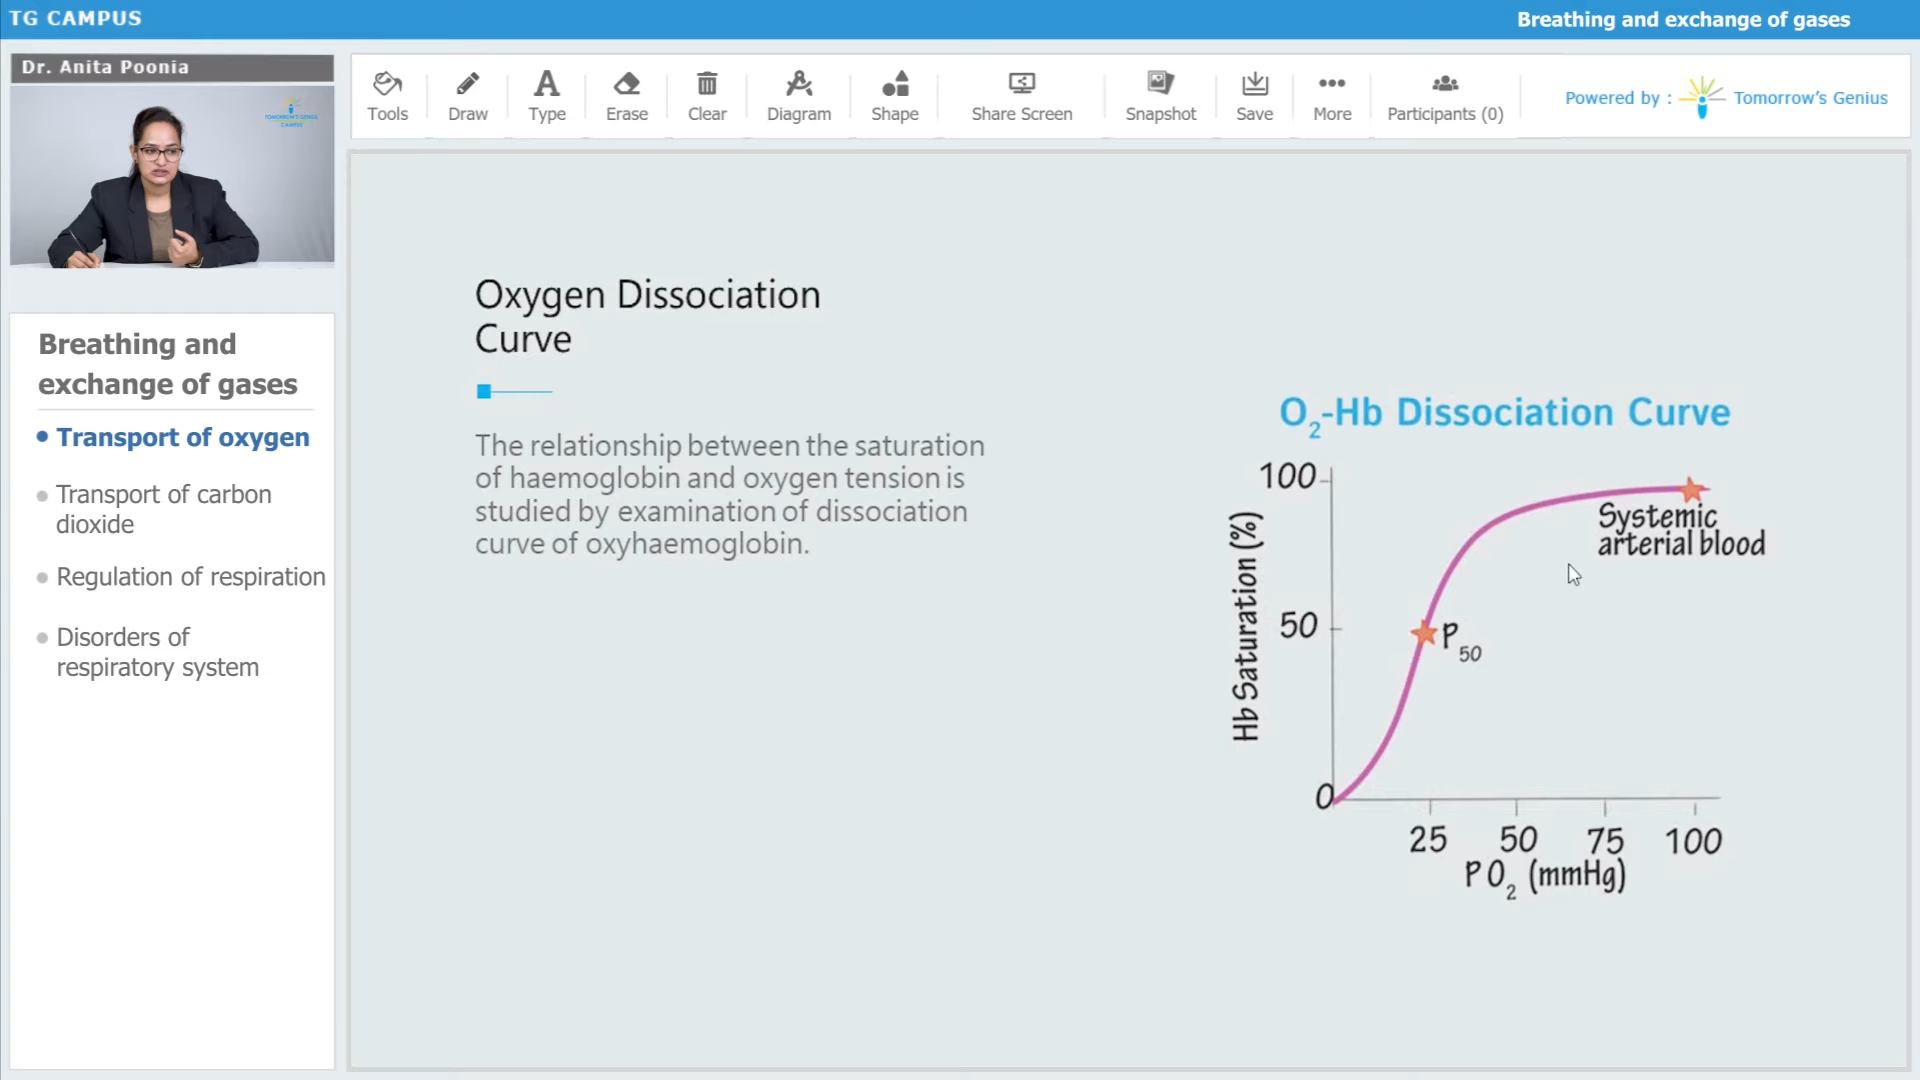 TG CAMPUS
Breathing and exchange of gases
Dr. Anita Poonia
TOMORROW'S GENIUS
CAMPUS
Tools
Draw
Type
Erase
Clear
Diagram
Shape
Share Screen
Snapshot
Save
More
Participants (0)
Powered by :
Tomorrow's Genius
Breathing and
exchange of gases
Transport of oxygen
Transport of carbon
dioxide
Regulation of respiration
Disorders of
respiratory system
Oxygen Dissociation
Curve
The relationship between the saturation
of haemoglobin and oxygen tension is
studied by examination of dissociation
curve of oxyhaemoglobin.
O2-Hb Dissociation Curve
Hb Saturation (%)
100
50
0
P50
Systemic
arterial blood
25 50 75 100
PO2 (mmHg)